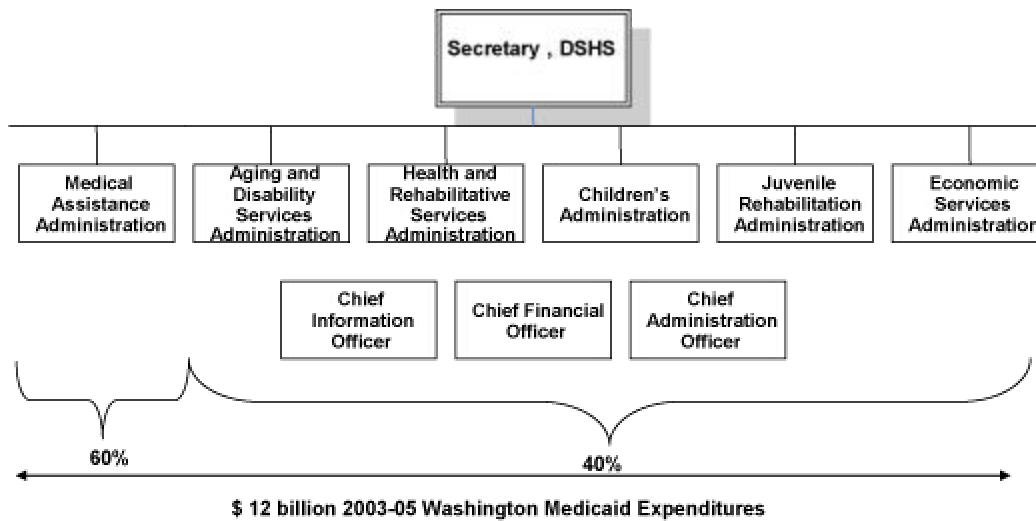 Secretary , DSHS
Medical
Assistance
Administration
Aging and
Disability
Services
Administration
Health and
Rehabilitative
Services
Administration
Children's
Administration
Juvenile
Rehabilitation
Administration
Economic
Services
Administration
Chief
Information
Officer
Chief Financial
Officer
Chief
Administration
Officer
60%
40%
$ 12 billion 2003-05 Washington Medicaid Expenditures